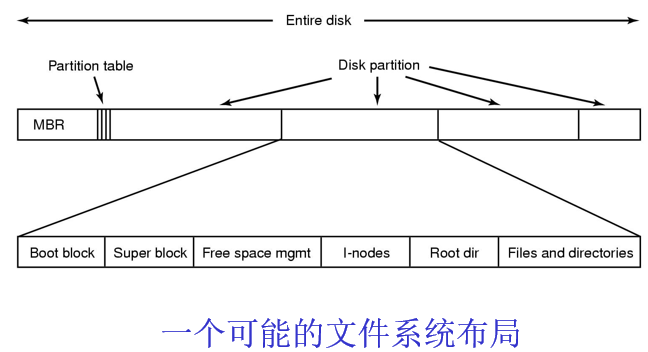 Entire disk
Partition table
Disk partition
MBR
Boot block
Super block
Free space mgmt
I-nodes
Root dir
Files and directories
一个可能的文件系统布局